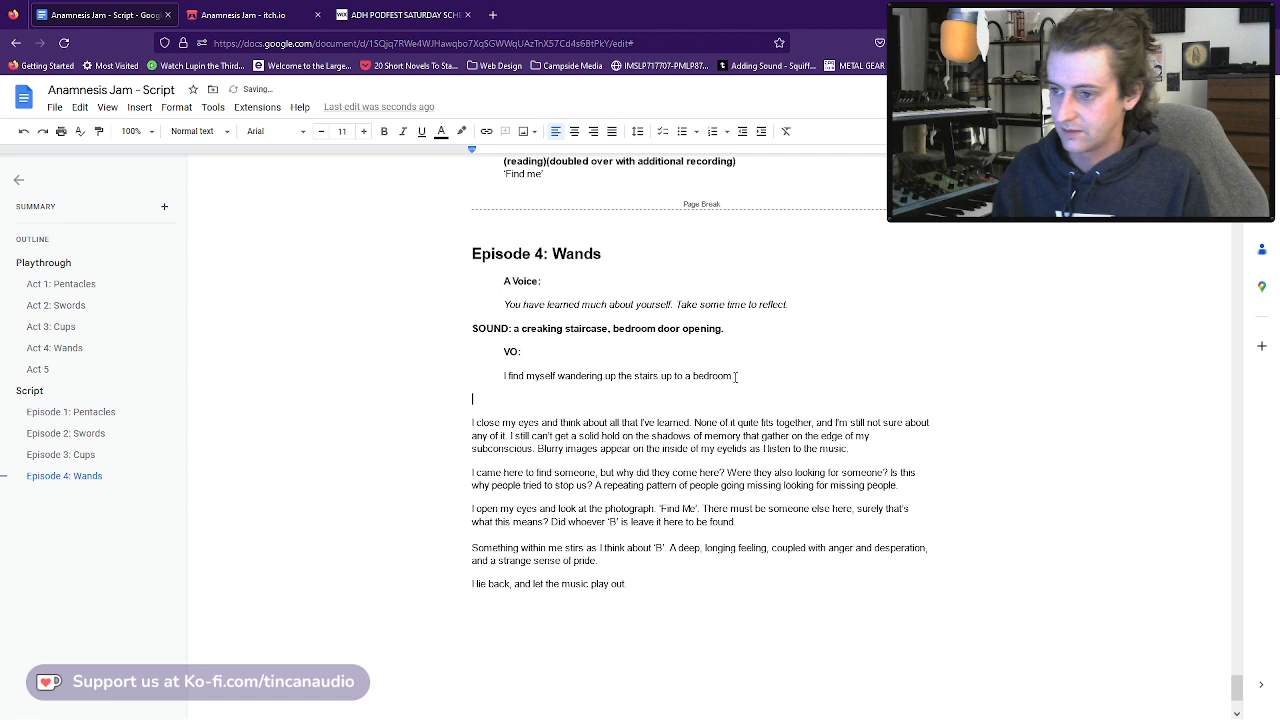 Anamnesis Jam - Script - Goog
Anamnesis Jam - itch.io
ADH PODFEST SATURDAY SCHE
https://docs.google.com/document/d/1SQjq7RWe4WJHawqbo7XqSGWWqUAzTnX57Cd4s6BtPkY/edit#
Getting Started
Most Visited
Watch Lupin the Third...
Welcome to the Large...
20 Short Novels To Sta...
Web Design
Campside Media
IMSLP717707-PMLP87...
Adding Sound - Squiff...
METAL GEAR
Anamnesis Jam - Script
Saving...
File Edit View Insert Format Tools Extensions Help
Last edit was seconds ago
100% Normal text Arial 11
(reading)(doubled over with additional recording)
'Find me'
Page Break
SUMMARY
OUTLINE
Playthrough
Act 1: Pentacles
Act 2: Swords
Act 3: Cups
Act 4: Wands
Act 5
Script
Episode 1: Pentacles
Episode 2: Swords
Episode 3: Cups
Episode 4: Wands
Episode 4: Wands
A Voice:
You have learned much about yourself. Take some time to reflect.
SOUND: a creaking staircase, bedroom door opening.
VO:
I find myself wandering up the stairs up to a bedroom.
I close my eyes and think about all that I've learned. None of it quite fits together, and I'm still not sure about
any of it. I still can't get a solid hold on the shadows of memory that gather on the edge of my
subconscious. Blurry images appear on the inside of my eyelids as I listen to the music.
I came here to find someone, but why did they come here? Were they also looking for someone? Is this
why people tried to stop us? A repeating pattern of people going missing looking for missing people.
I open my eyes and look at the photograph. 'Find Me'. There must be someone else here, surely that's
what this means? Did whoever 'B' is leave it here to be found.
Something within me stirs as I think about 'B'. A deep, longing feeling, coupled with anger and desperation,
and a strange sense of pride.
I lie back, and let the music play out.
Support us at Ko-fi.com/tincanaudio